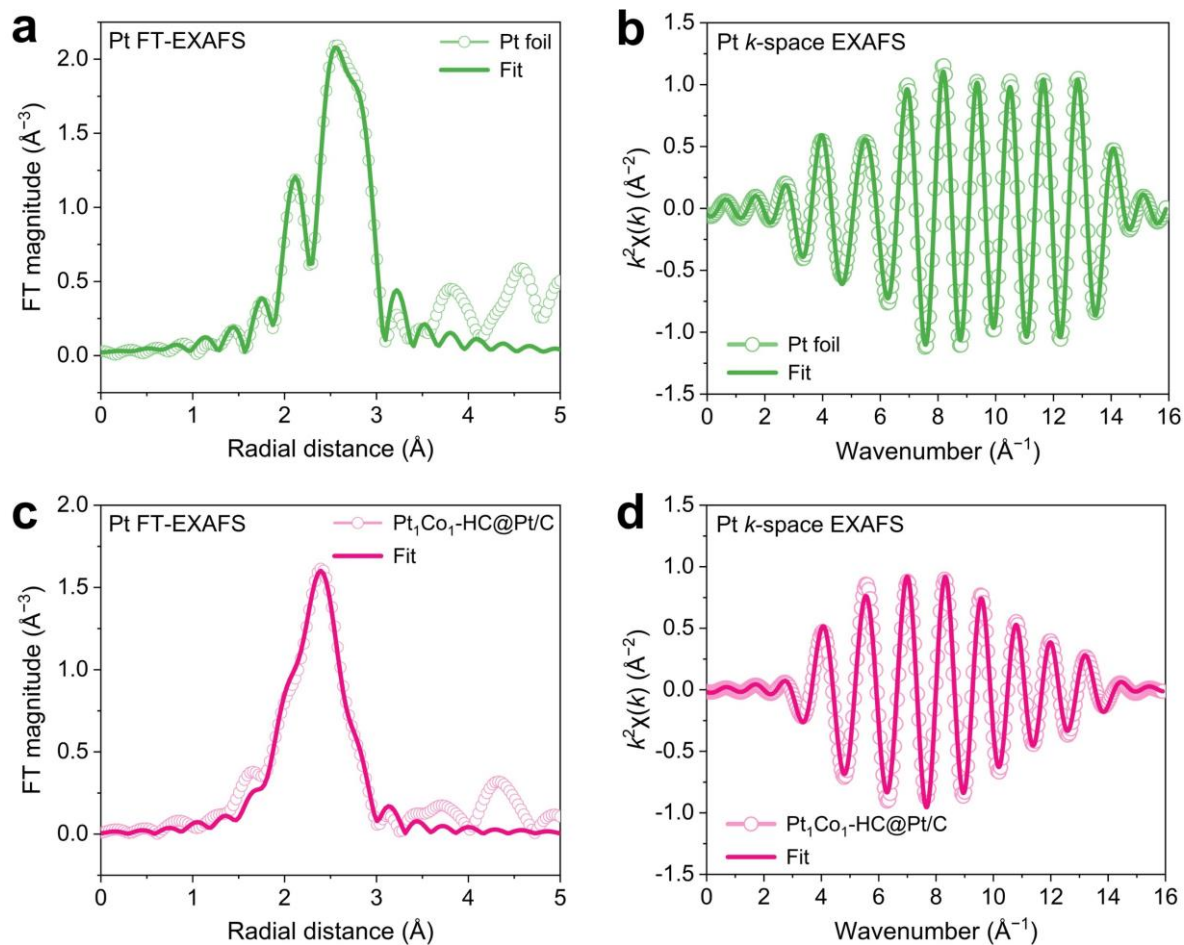 a
Pt FT-EXAFS
Pt foil
Fit
2.0
1.5
1.0
0.5
0.0
FT magnitude (Å⁻³)
0 1 2 3 4 5
Radial distance (Å)
b
Pt k-space EXAFS
1.5
1.0
0.5
0.0
-0.5
-1.0
-1.5
k²χ(k) (Å⁻²)
Pt foil
Fit
0 2 4 6 8 10 12 14 16
Wavenumber (Å⁻¹)
c
Pt FT-EXAFS
Pt₁Co₁-HC@Pt/C
Fit
2.0
1.5
1.0
0.5
0.0
FT magnitude (Å⁻³)
0 1 2 3 4 5
Radial distance (Å)
d
Pt k-space EXAFS
1.5
1.0
0.5
0.0
-0.5
-1.0
-1.5
k²χ(k) (Å⁻²)
Pt₁Co₁-HC@Pt/C
Fit
0 2 4 6 8 10 12 14 16
Wavenumber (Å⁻¹)